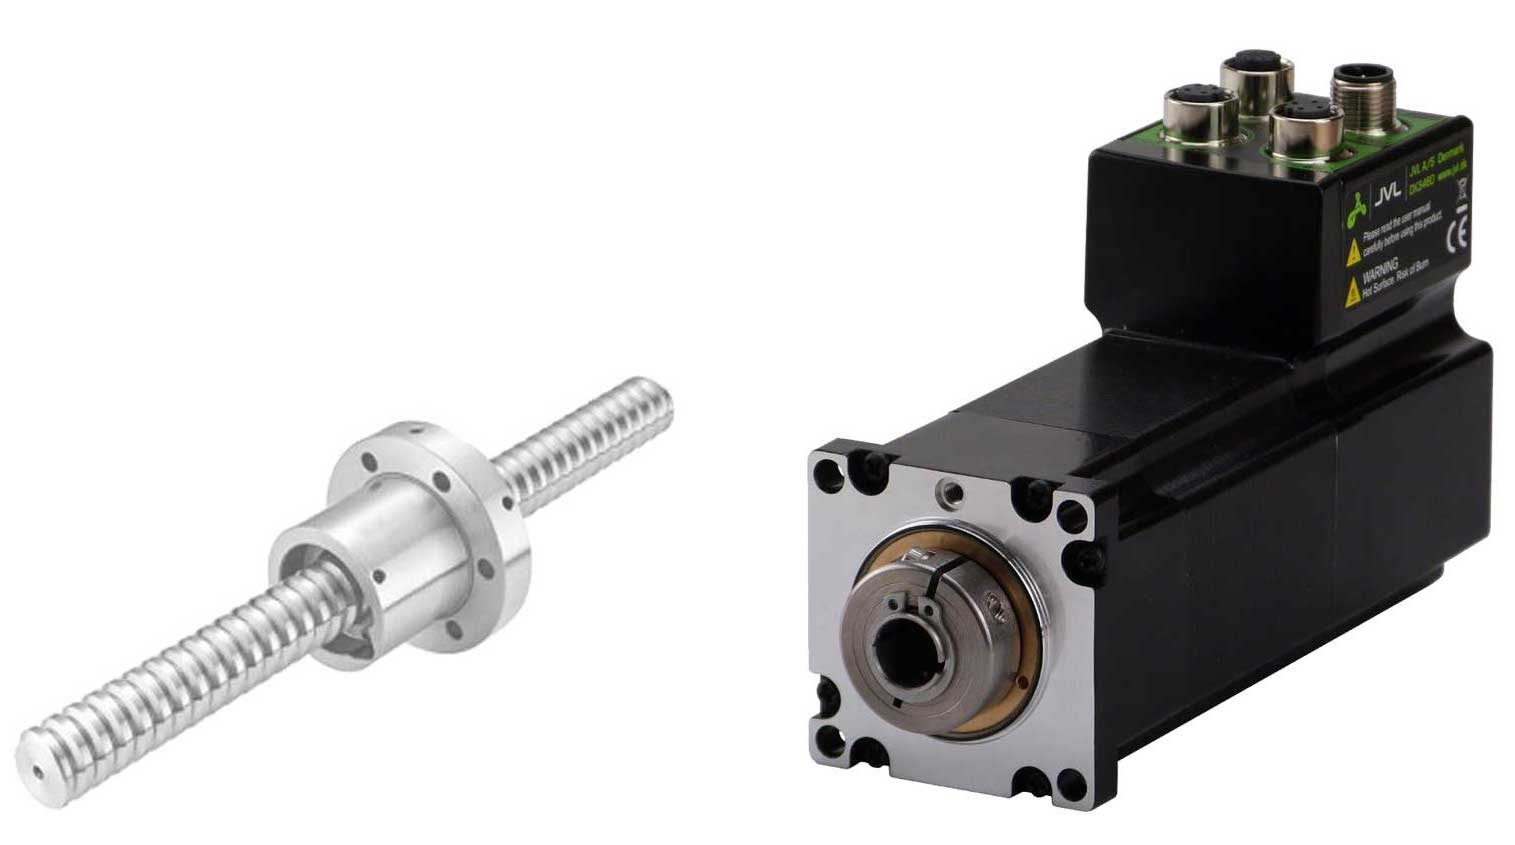 JVL
JVL A/S Denmark
DK3460 www.jvl.dk
Please read the user manual
carefully before using this product.
WARNING
Hot Surface. Risk of Burn
CE